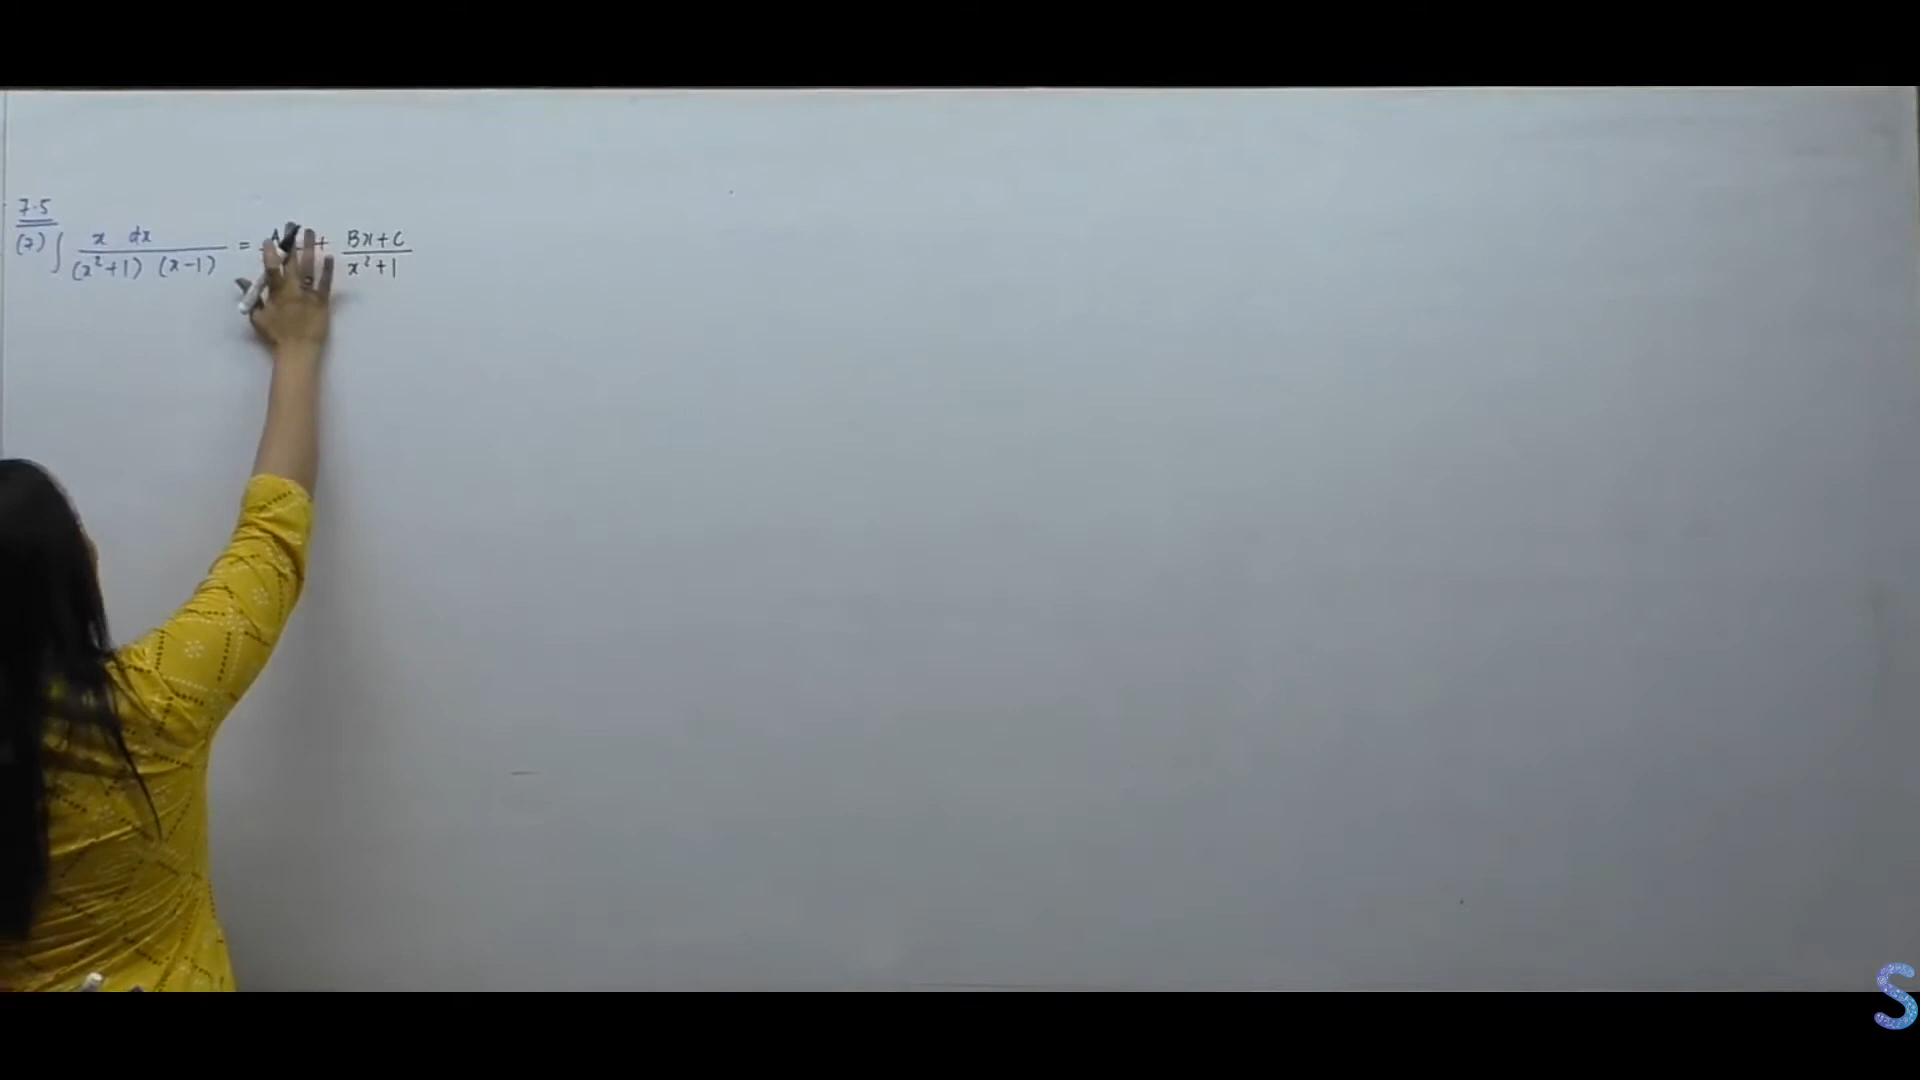 7.5
(7) ∫ x dx / (x²+1) (x-1) = A + Bx+C / x²+1
S